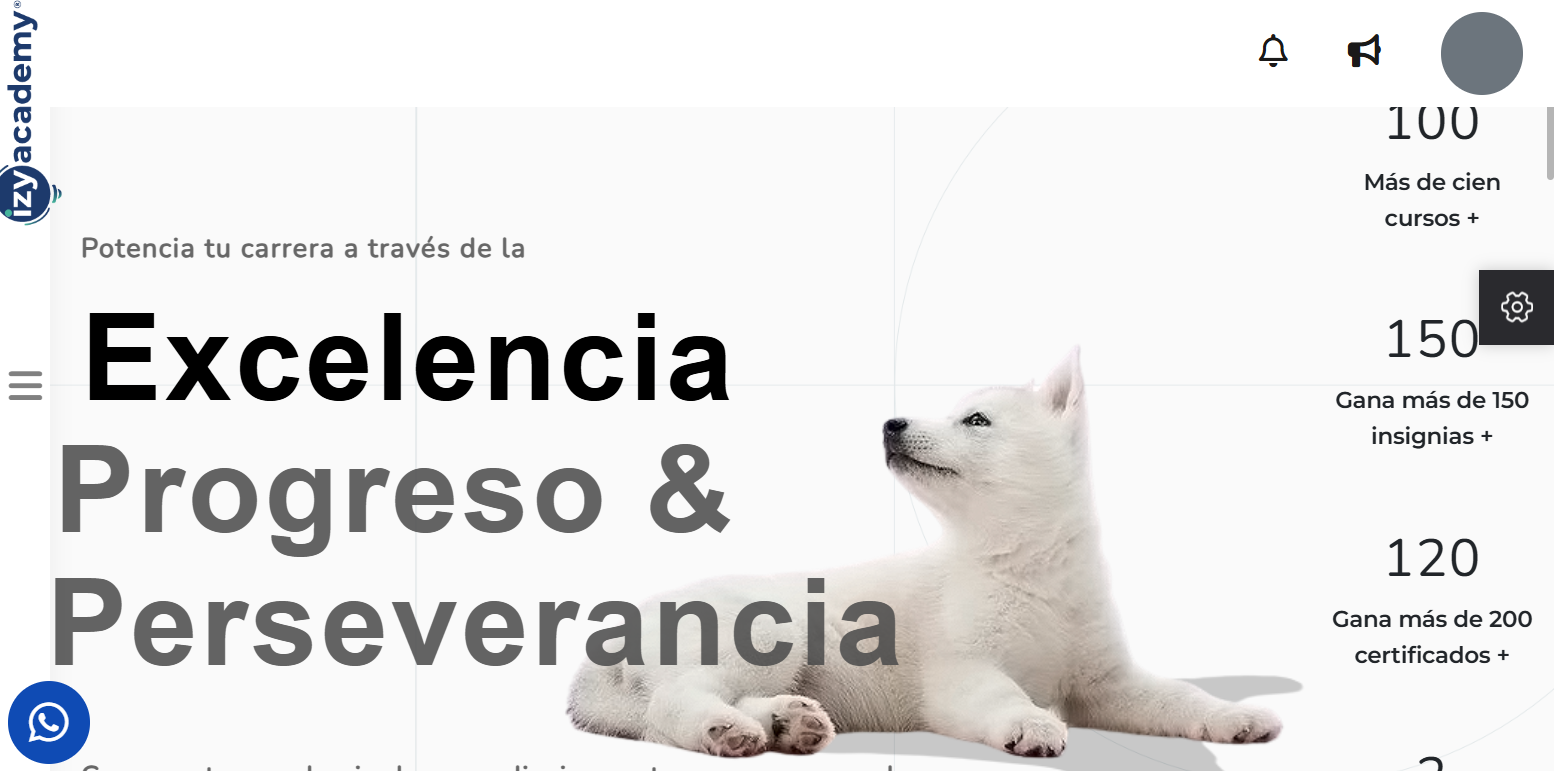 izyacademy®
Potencia tu carrera a través de la
Excelencia
Progreso &
Perseverancia
100
Más de cien
cursos +
150
Gana más de 150
insignias +
120
Gana más de 200
certificados +